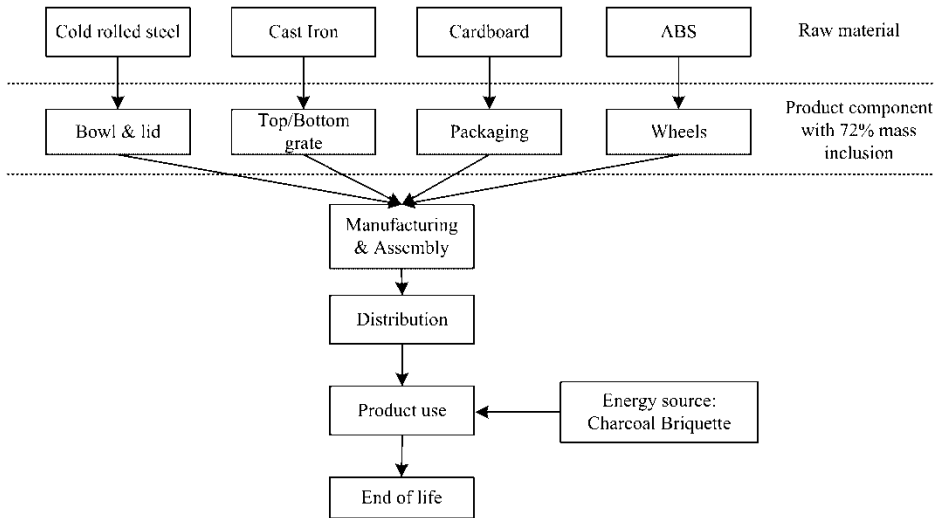 Cold rolled steel
Cast Iron
Cardboard
ABS
Raw material
Bowl & lid
Top/Bottom
grate
Packaging
Wheels
Product component
with 72% mass
inclusion
Manufacturing
& Assembly
Distribution
Product use
Energy source:
Charcoal Briquette
End of life